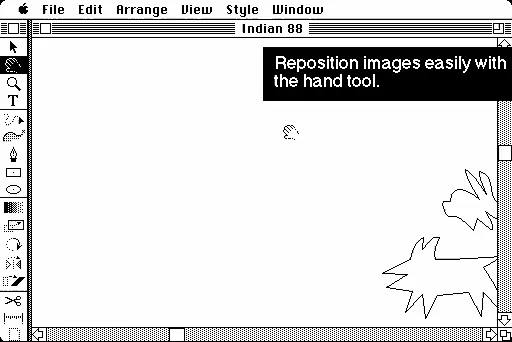 File Edit Arrange View Style Window
Indian 88
Reposition images easily with
the hand tool.
T